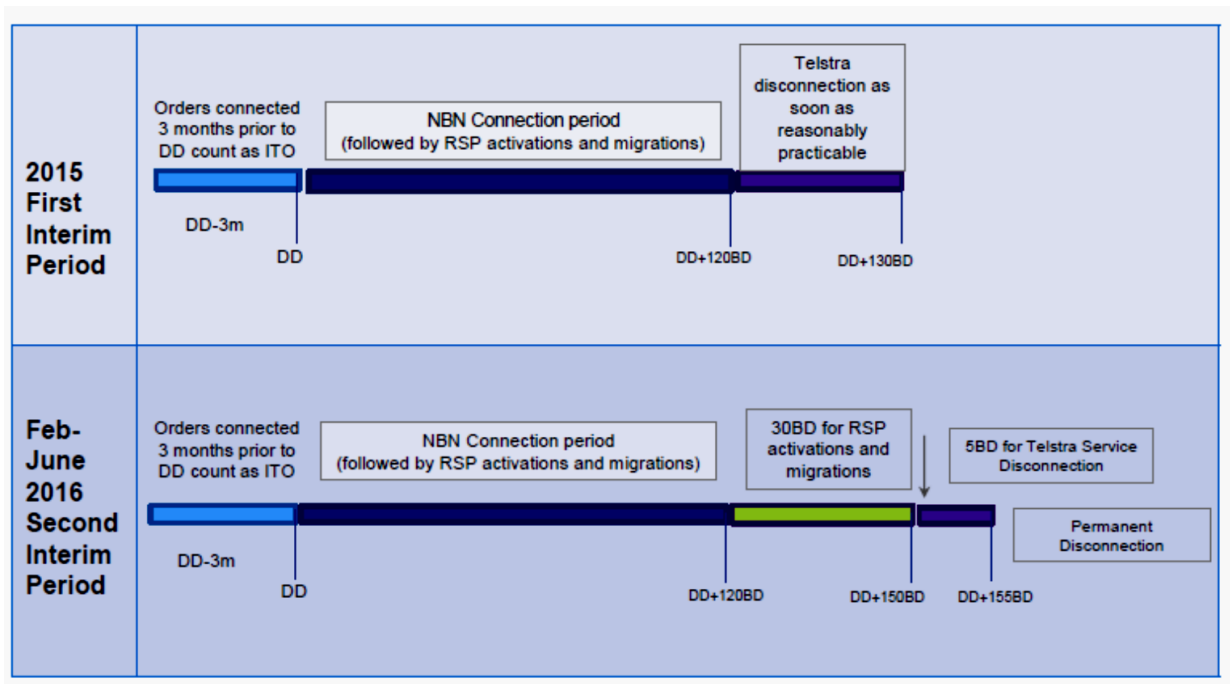 2015
First
Interim
Period
Orders connected
3 months prior to
DD count as ITO
NBN Connection period
(followed by RSP activations and migrations)
Telstra
disconnection as
soon as
reasonably
practicable
DD-3m
DD
DD+120BD
DD+130BD
Feb-
June
2016
Second
Interim
Period
Orders connected
3 months prior to
DD count as ITO
NBN Connection period
(followed by RSP activations and migrations)
30BD for RSP
activations and
migrations
5BD for Telstra Service
Disconnection
Permanent
Disconnection
DD-3m
DD
DD+120BD
DD+150BD
DD+155BD